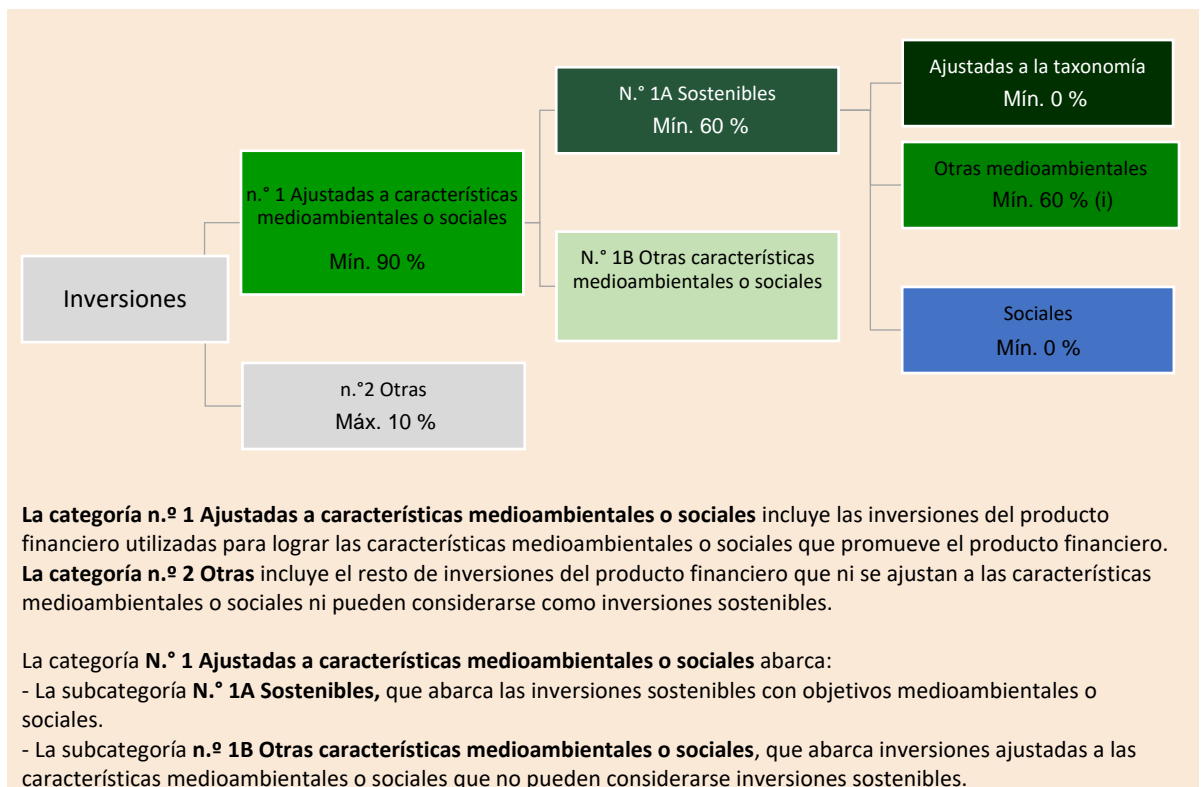 Inversiones
n.° 1 Ajustadas a características
medioambientales o sociales
Mín. 90 %
n.°2 Otras
Máx. 10 %
N.° 1A Sostenibles
Mín. 60 %
N.° 1B Otras características
medioambientales o sociales
Ajustadas a la taxonomía
Mín. 0 %
Otras medioambientales
Mín. 60 % (i)
Sociales
Mín. 0 %
La categoría n.º 1 Ajustadas a características medioambientales o sociales incluye las inversiones del producto
financiero utilizadas para lograr las características medioambientales o sociales que promueve el producto financiero.
La categoría n.º 2 Otras incluye el resto de inversiones del producto financiero que ni se ajustan a las características
medioambientales o sociales ni pueden considerarse como inversiones sostenibles.
La categoría N.° 1 Ajustadas a características medioambientales o sociales abarca:
- La subcategoría N.° 1A Sostenibles, que abarca las inversiones sostenibles con objetivos medioambientales o
sociales.
- La subcategoría n.º 1B Otras características medioambientales o sociales, que abarca inversiones ajustadas a las
características medioambientales o sociales que no pueden considerarse inversiones sostenibles.